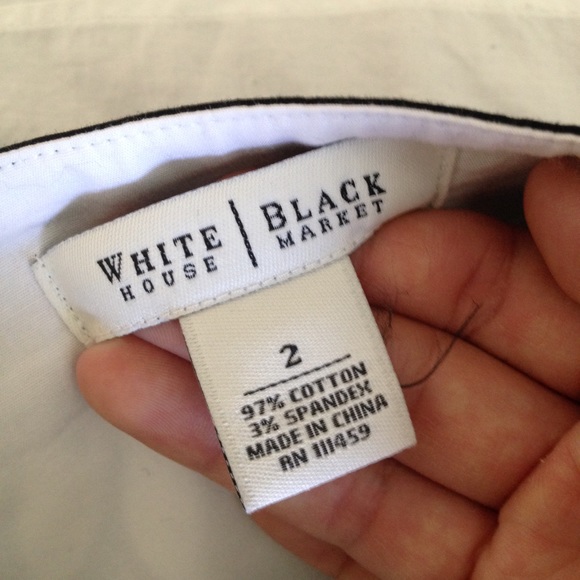 WHITE HOUSE | BLACK MARKET
2
97% COTTON
3% SPANDEX
MADE IN CHINA
RN 111459